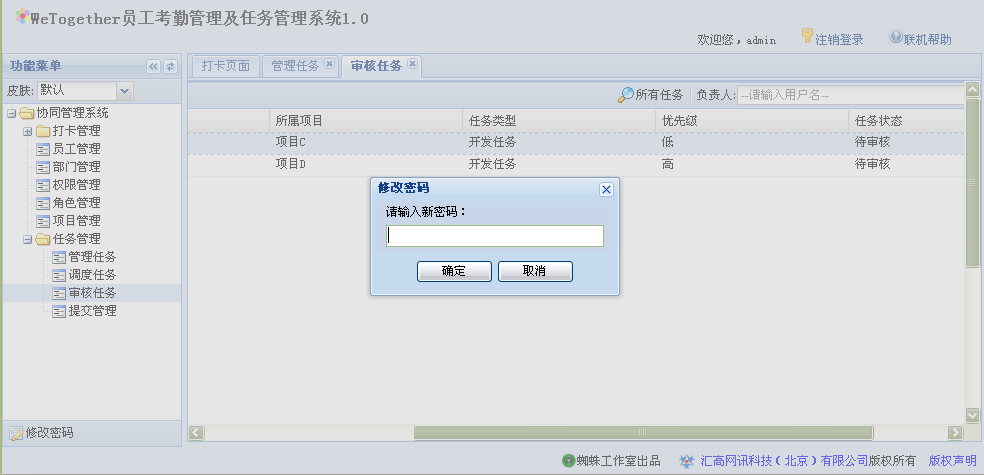 WeTogether员工考勤管理及任务管理系统1.0
欢迎您，admin 注销登录 联机帮助
功能菜单
皮肤: 默认
协同管理系统
打卡管理
员工管理
部门管理
权限管理
角色管理
项目管理
任务管理
管理任务
调度任务
审核任务
提交管理
修改密码
打卡页面 管理任务 审核任务
所有任务 负责人: --请输入用户名--
所属项目 任务类型 优先级 任务状态
项目C 开发任务 低 待审核
项目D 开发任务 高 待审核
修改密码
请输入新密码：
确定 取消
蜘蛛工作室出品 汇高网讯科技（北京）有限公司版权所有 版权声明